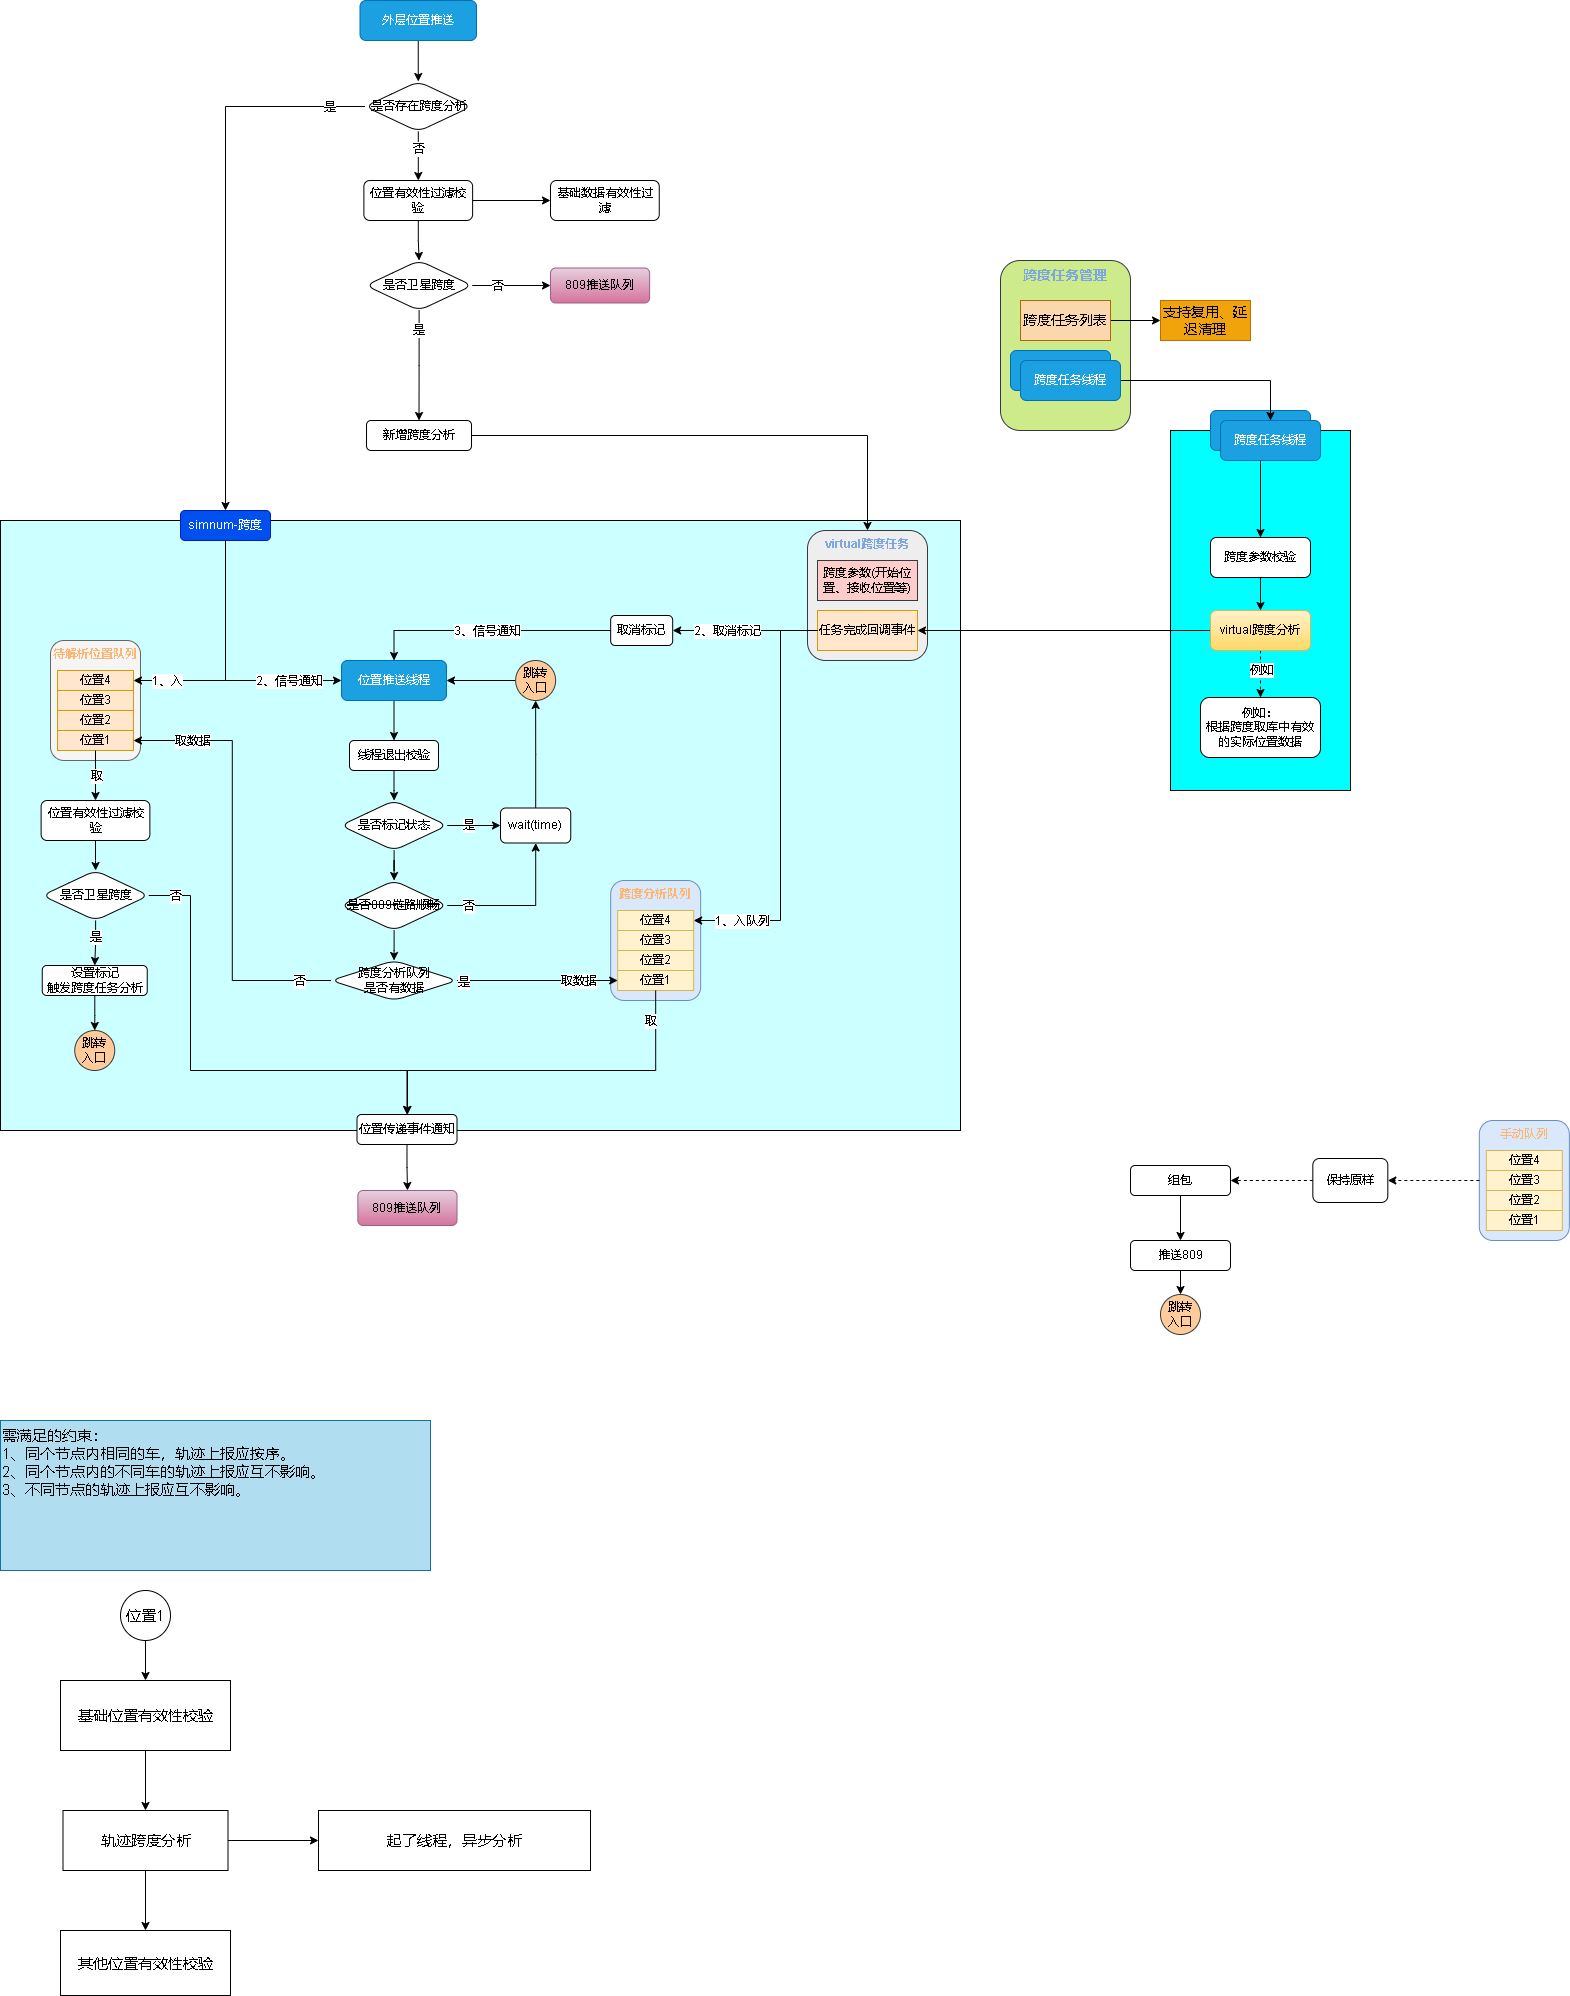 外层位置推送
是否存在跨度分析
是
否
位置有效性过滤校
验
基础数据有效性过
滤
是否卫星跨度
否
809推送队列
是
新增跨度分析
跨度任务管理
跨度任务列表
支持复用、延
迟清理
跨度任务线程
跨度任务线程
跨度参数校验
virtual跨度分析
例如
例如：
根据跨度取库中有效
的实际位置数据
simnum-跨度
virtual跨度任务
跨度参数(开始位
置、接收位置等)
任务完成回调事件
2、取消标记
取消标记
3、信号通知
待解析位置队列
位置4
位置3
位置2
位置1
1、入
2、信号通知
位置推送线程
跳转
入口
取数据
取
线程退出校验
位置有效性过滤校
验
是否标记状态
是
wait(time)
是否卫星跨度
否
是否009链路顺畅
否
是
跨度分析队列
位置4
位置3
位置2
位置1
1、入队列
设置标记
触发跨度任务分析
否
跨度分析队列
是否有数据
是
取数据
取
跳转
入口
位置传递事件通知
809推送队列
手动队列
位置4
位置3
位置2
位置1
保持原样
组包
推送809
跳转
入口
需满足的约束：
1、同个节点内相同的车，轨迹上报应按序。
2、同个节点内的不同车的轨迹上报应互不影响。
3、不同节点的轨迹上报应互不影响。
位置1
基础位置有效性校验
轨迹跨度分析
起了线程，异步分析
其他位置有效性校验